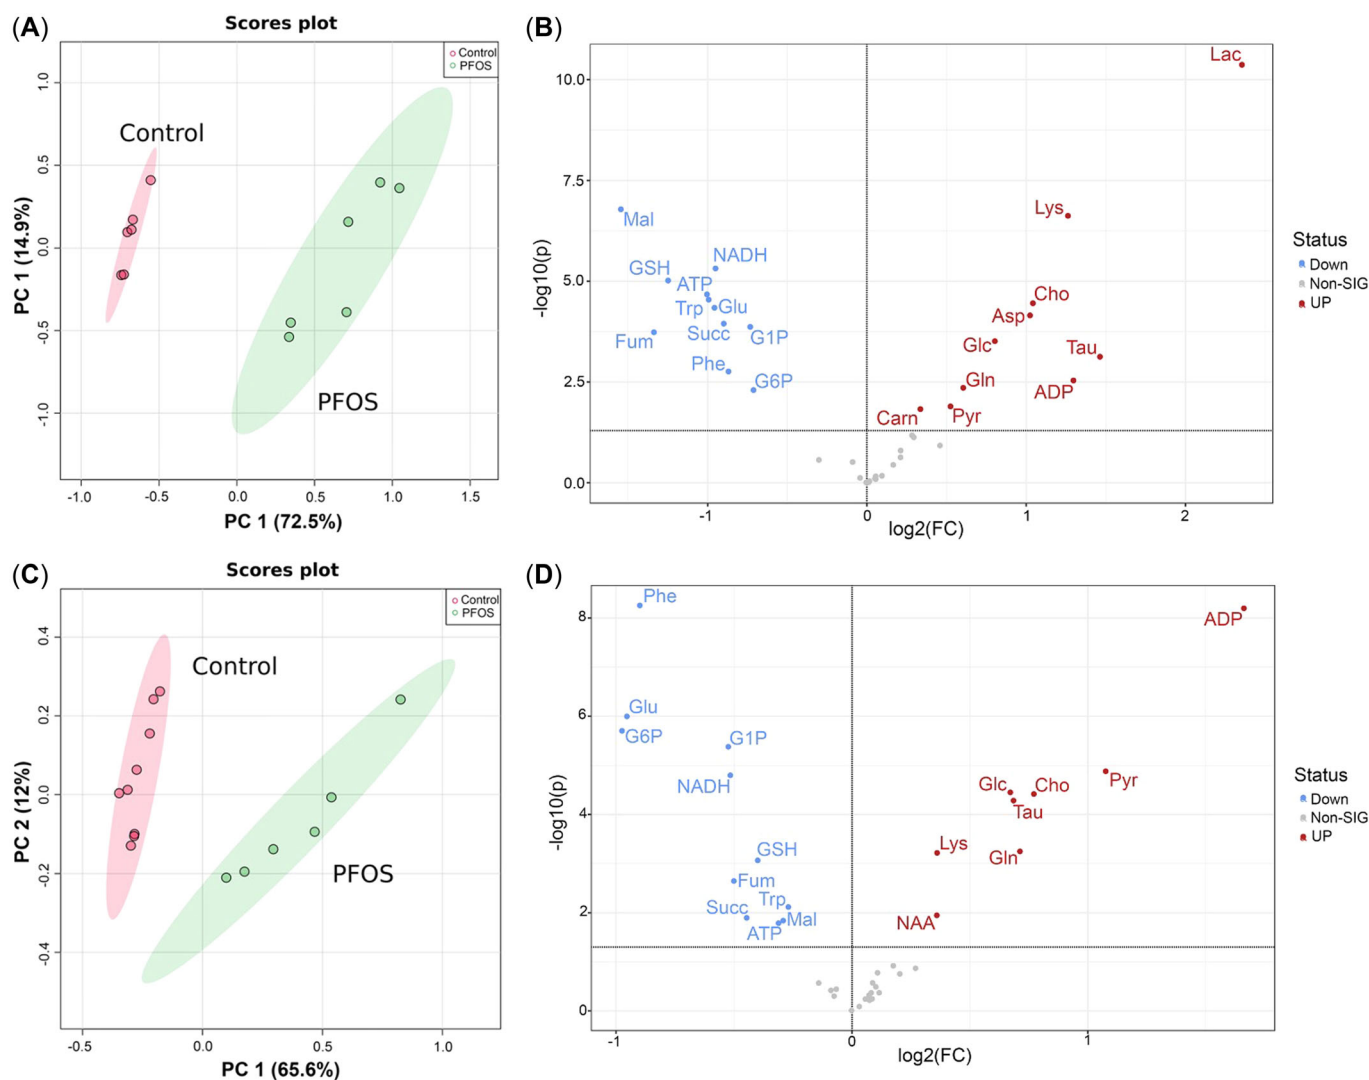 (A)
Scores plot
Control
PFOS
Control
PFOS
1.0
0.5
0.0
-0.5
-1.0
PC 1 (14.9%)
-1.0 -0.5 0.0 0.5 1.0 1.5
PC 1 (72.5%)
(B)
10.0
7.5
5.0
2.5
0.0
-log10(p)
Lac
Lys
Mal
NADH
GSH
ATP
Cho
Trp
Glu
Asp
Succ
G1P
Fum
Glc
Tau
Phe
G6P
Gln
ADP
Carn
Pyr
-1 0 1 2
log2(FC)
Status
Down
Non-SIG
UP
(C)
Scores plot
Control
PFOS
Control
PFOS
0.4
0.2
0.0
-0.2
-0.4
PC 2 (12%)
-0.5 0.0 0.5 1.0
PC 1 (65.6%)
(D)
8
6
4
2
0
-log10(p)
Phe
ADP
Glu
G6P
G1P
NADH
Pyr
Glc
Cho
Tau
Lys
Gln
GSH
Fum
Trp
Succ
Mal
ATP
NAA
-1 0 1
log2(FC)
Status
Down
Non-SIG
UP